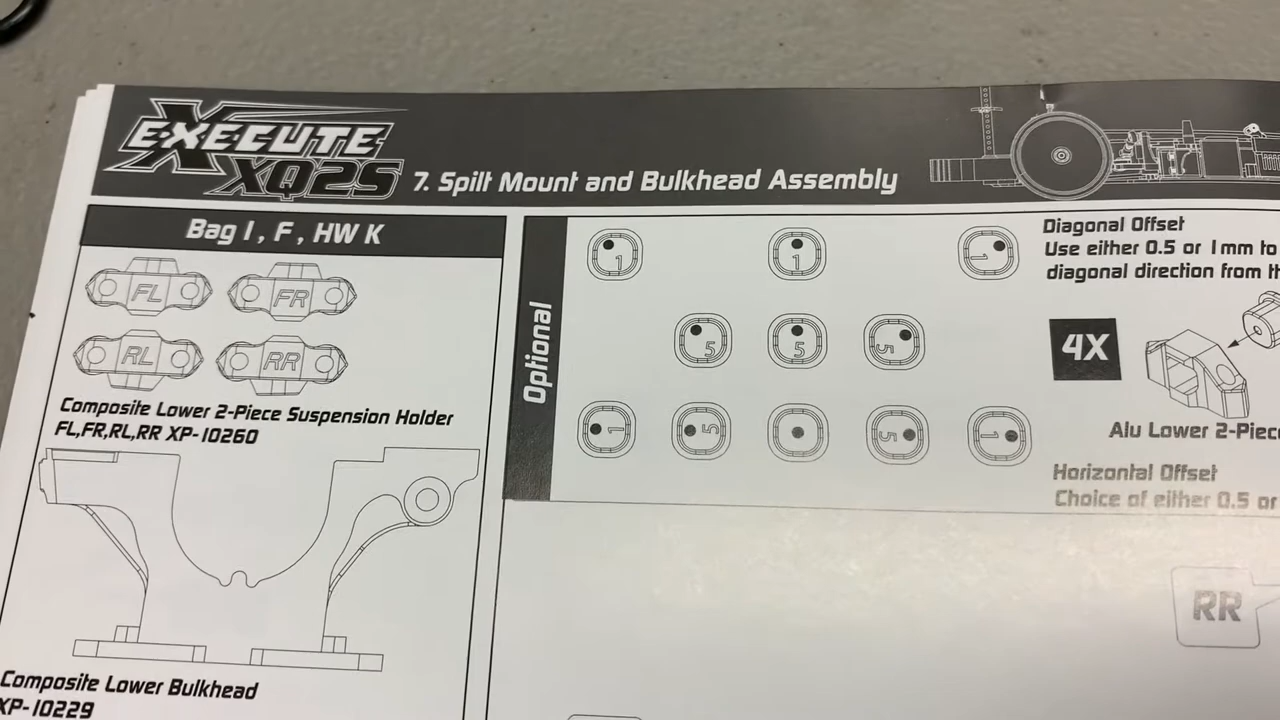 EXECUTE
XQ2S
7. Spilt Mount and Bulkhead Assembly
Bag I , F , HW K
FL
FR
RL
RR
Composite Lower 2-Piece Suspension Holder
FL,FR,RL,RR XP-10260
Composite Lower Bulkhead
XP-10229
Optional
1
1
1
5
5
5
1
5
5
1
Diagonal Offset
Use either 0.5 or 1mm to
diagonal direction from
4X
Alu Lower 2-Piece
Horizontal Offset
Choice of either 0.5 or
RR